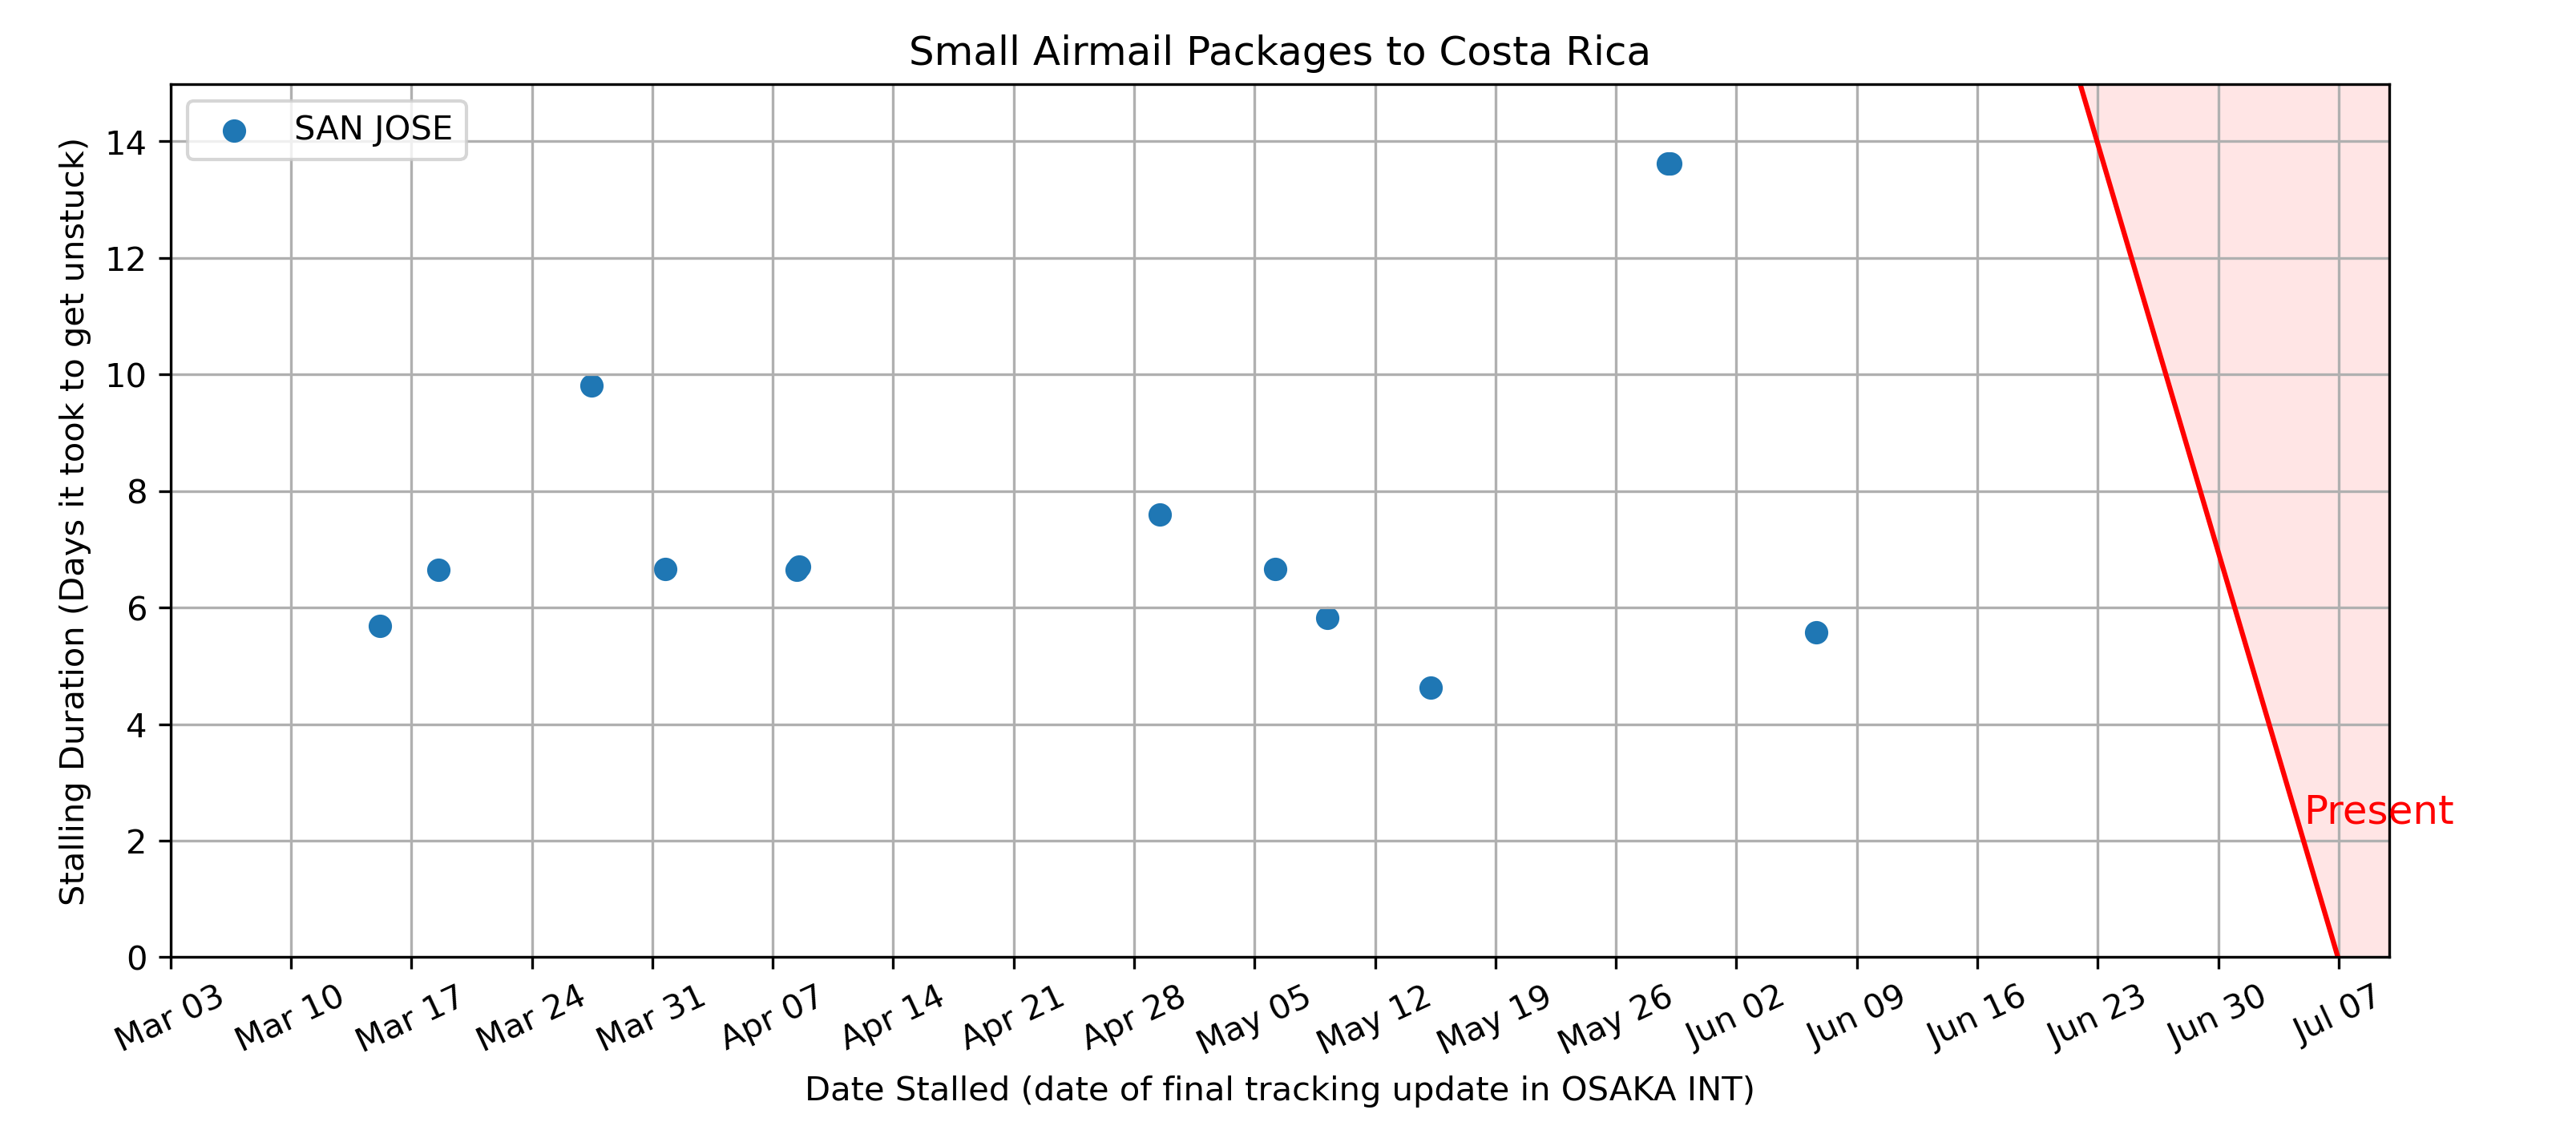 Small Airmail Packages to Costa Rica
SAN JOSE
Stalling Duration (Days it took to get unstuck)
14
12
10
8
6
4
2
0
Present
Mar 03
Mar 10
Mar 17
Mar 24
Mar 31
Apr 07
Apr 14
Apr 21
Apr 28
May 05
May 12
May 19
May 26
Jun 02
Jun 09
Jun 16
Jun 23
Jun 30
Jul 07
Date Stalled (date of final tracking update in OSAKA INT)